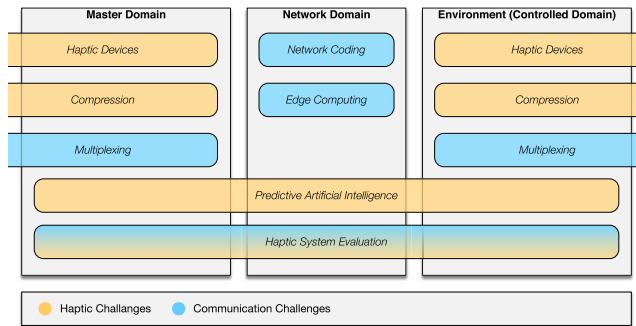 Master Domain
Network Domain
Environment (Controlled Domain)
Haptic Devices
Network Coding
Haptic Devices
Compression
Edge Computing
Compression
Multiplexing
Multiplexing
Predictive Artificial Intelligence
Haptic System Evaluation
Haptic Challanges
Communication Challenges